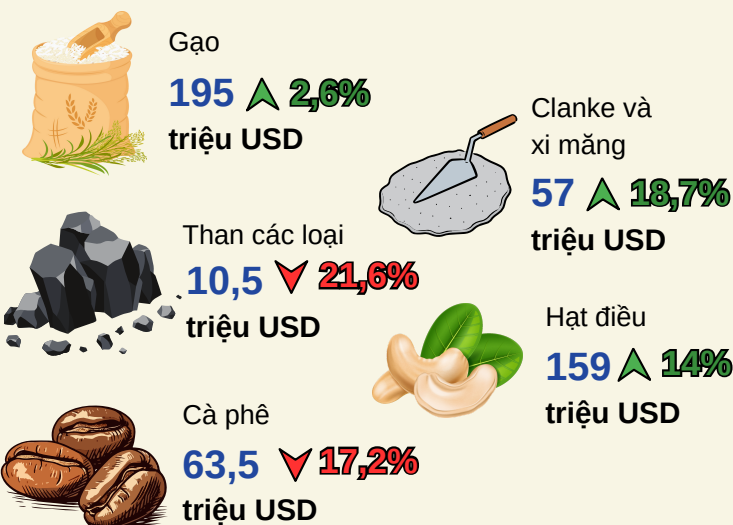 Gạo
195 2,6%
triệu USD
Clanke và
xi măng
57 18,7%
triệu USD
Than các loại
10,5 21,6%
triệu USD
Hạt điều
159 14%
triệu USD
Cà phê
63,5 17,2%
triệu USD